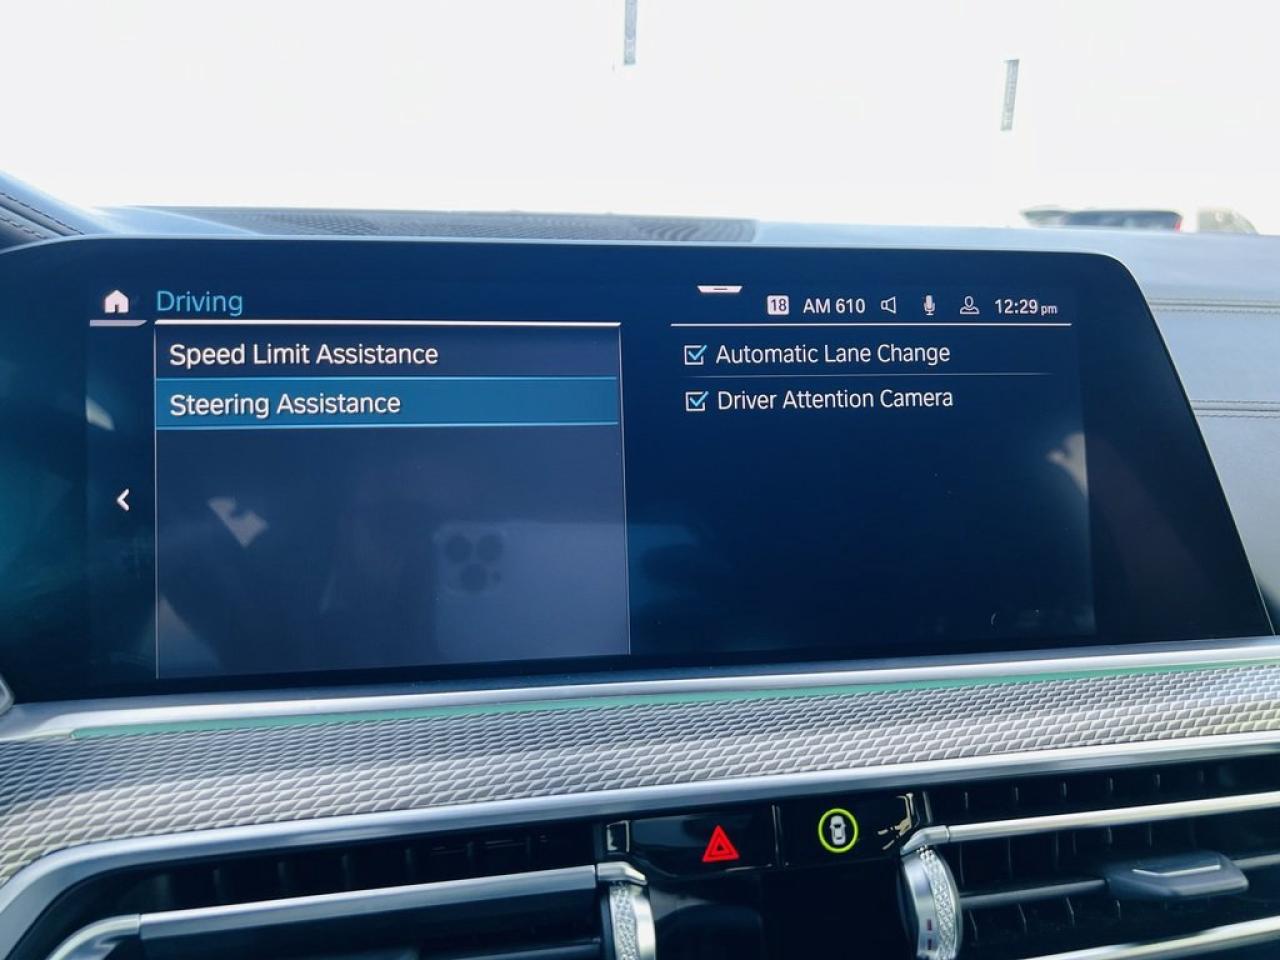 Driving
18 AM 610 12:29 pm
Speed Limit Assistance
Steering Assistance
Automatic Lane Change
Driver Attention Camera